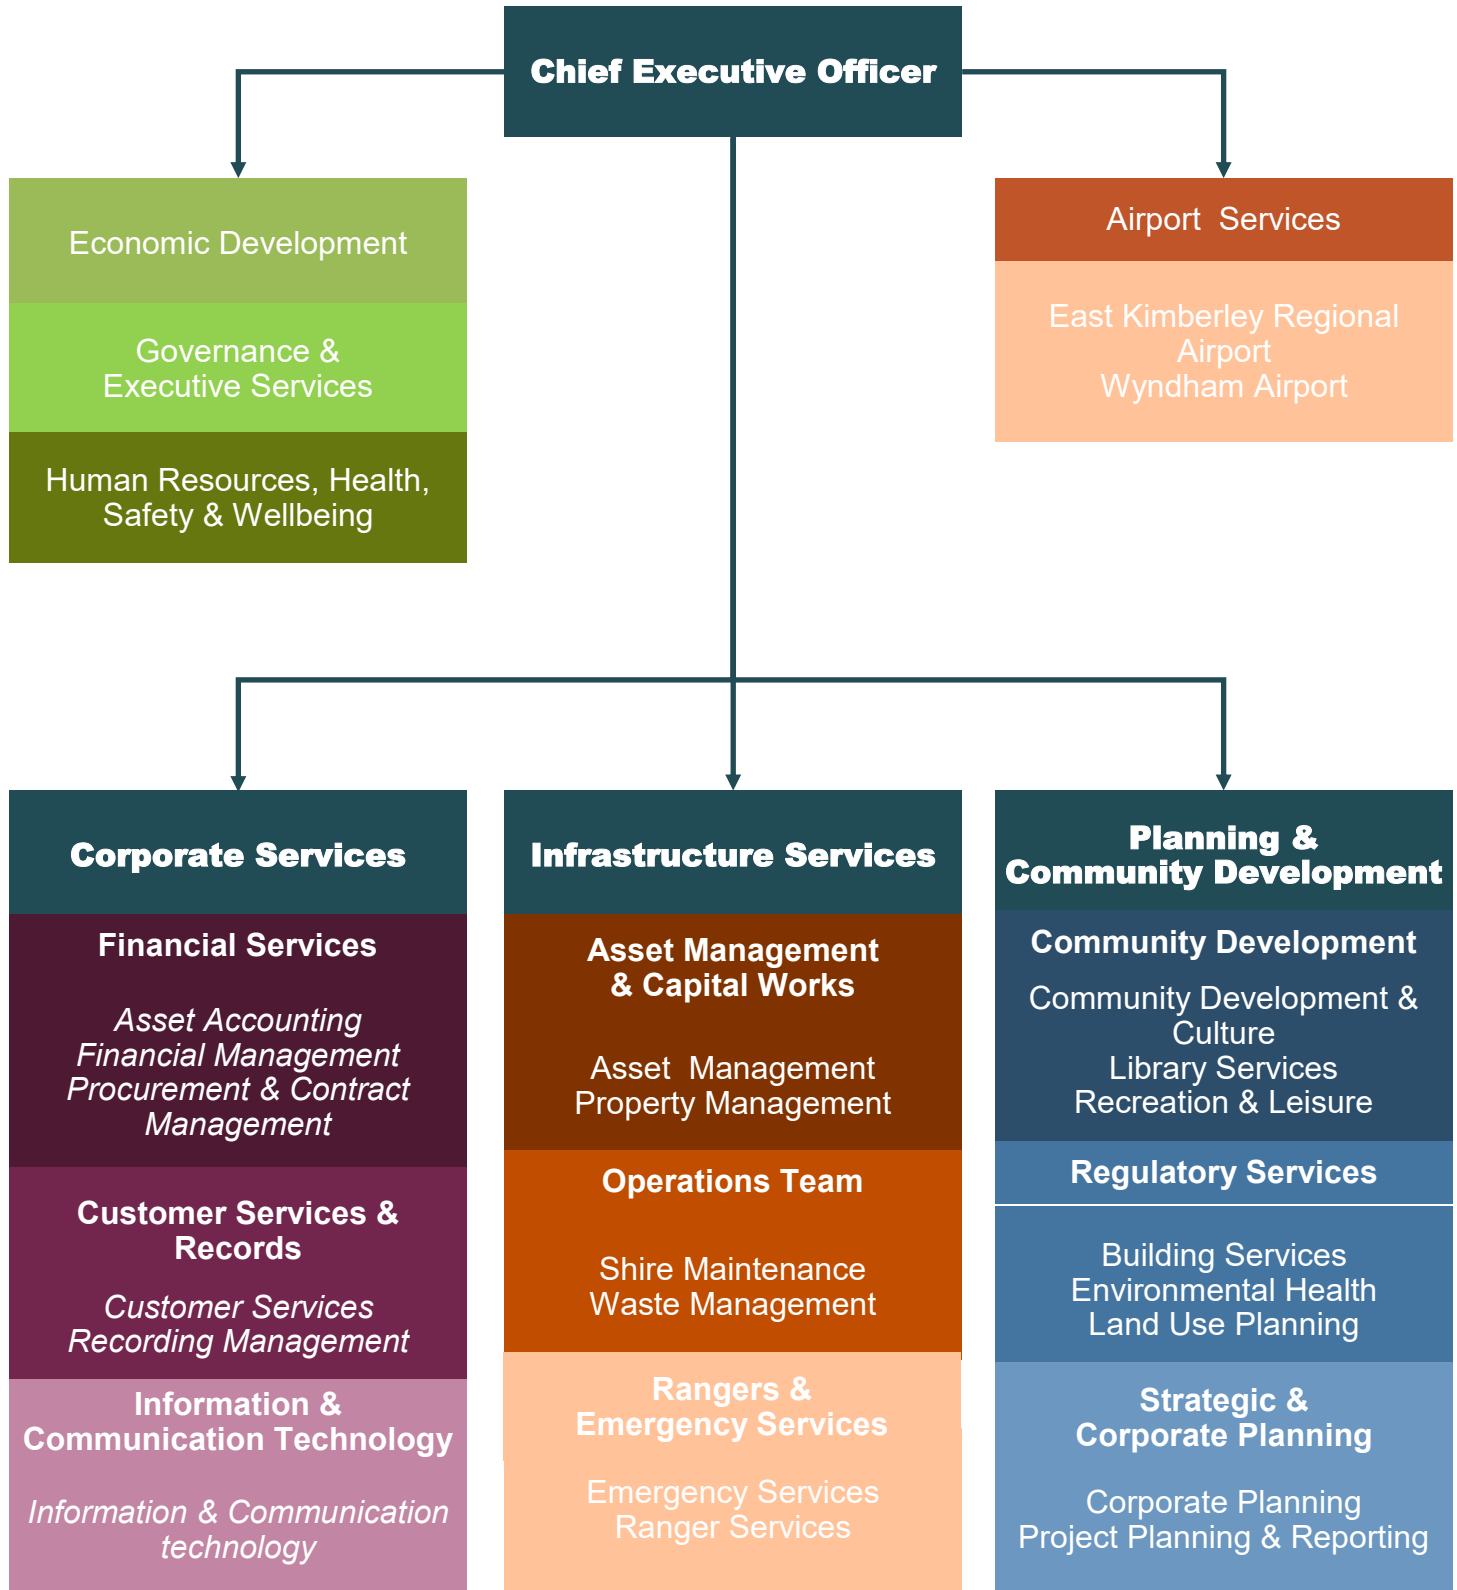 Chief Executive Officer
Economic Development
Governance &
Executive Services
Human Resources, Health,
Safety & Wellbeing
Airport  Services
East Kimberley Regional
Airport
Wyndham Airport
Corporate Services
Financial Services
Asset Accounting
Financial Management
Procurement & Contract
Management
Customer Services &
Records
Customer Services
Recording Management
Information &
Communication Technology
Information & Communication
technology
Infrastructure Services
Asset Management
& Capital Works
Asset  Management
Property Management
Operations Team
Shire Maintenance
Waste Management
Rangers &
Emergency Services
Emergency Services
Ranger Services
Planning &
Community Development
Community Development
Community Development &
Culture
Library Services
Recreation & Leisure
Regulatory Services
Building Services
Environmental Health
Land Use Planning
Strategic &
Corporate Planning
Corporate Planning
Project Planning & Reporting